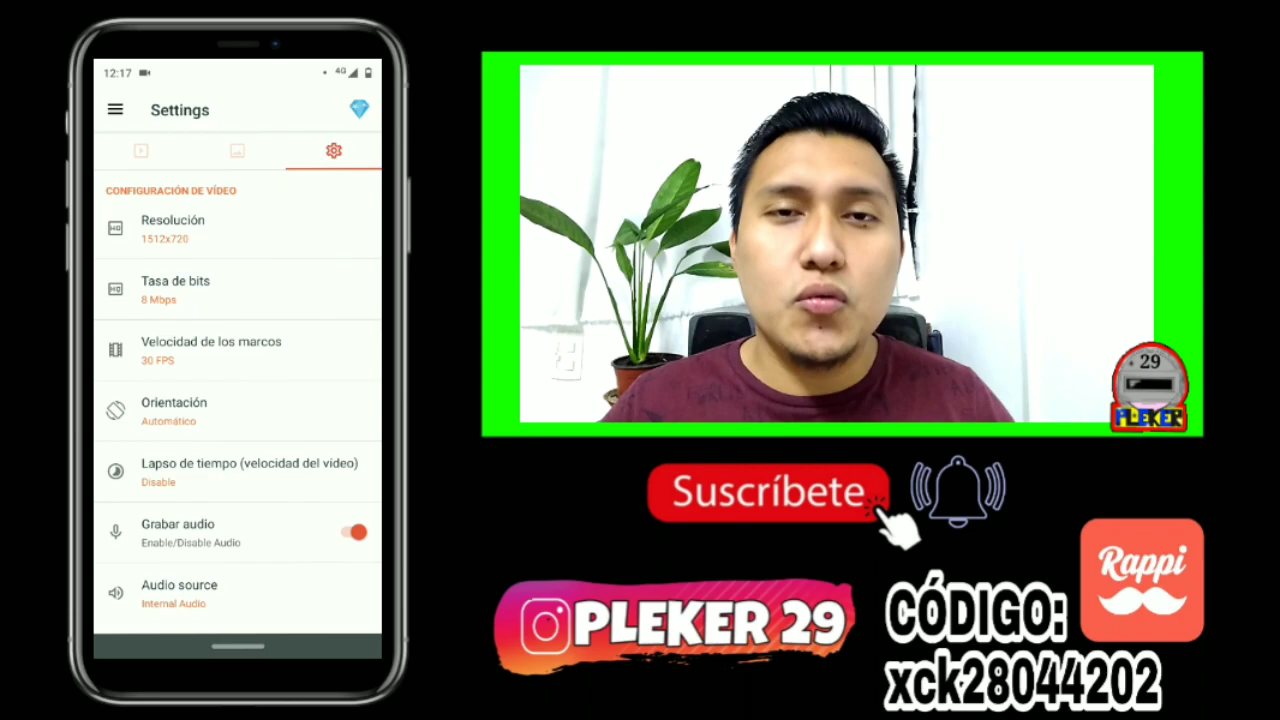 12:17
4G
Settings
CONFIGURACIÓN DE VÍDEO
Resolución
1512x720
Tasa de bits
8 Mbps
Velocidad de los marcos
30 FPS
Orientación
Automático
Lapso de tiempo (velocidad del vídeo)
Disable
Grabar audio
Enable/Disable Audio
Audio source
Internal Audio
+ 29
PLEKER
Suscríbete
PLEKER 29
CÓDIGO:
xck28044202
Rappi